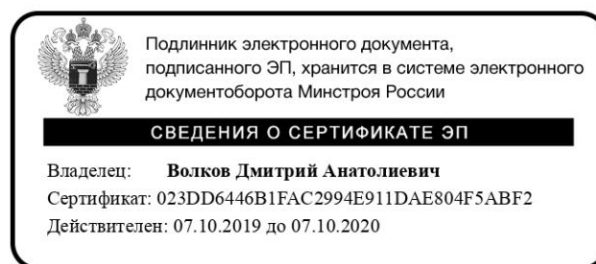 Подлинник электронного документа,
подписанного ЭП, хранится в системе электронного
документоборота Минстроя России
СВЕДЕНИЯ О СЕРТИФИКАТЕ ЭП
Владелец: Волков Дмитрий Анатолиевич
Сертификат: 023DD6446B1FAC2994E911DAE804F5ABF2
Действителен: 07.10.2019 до 07.10.2020